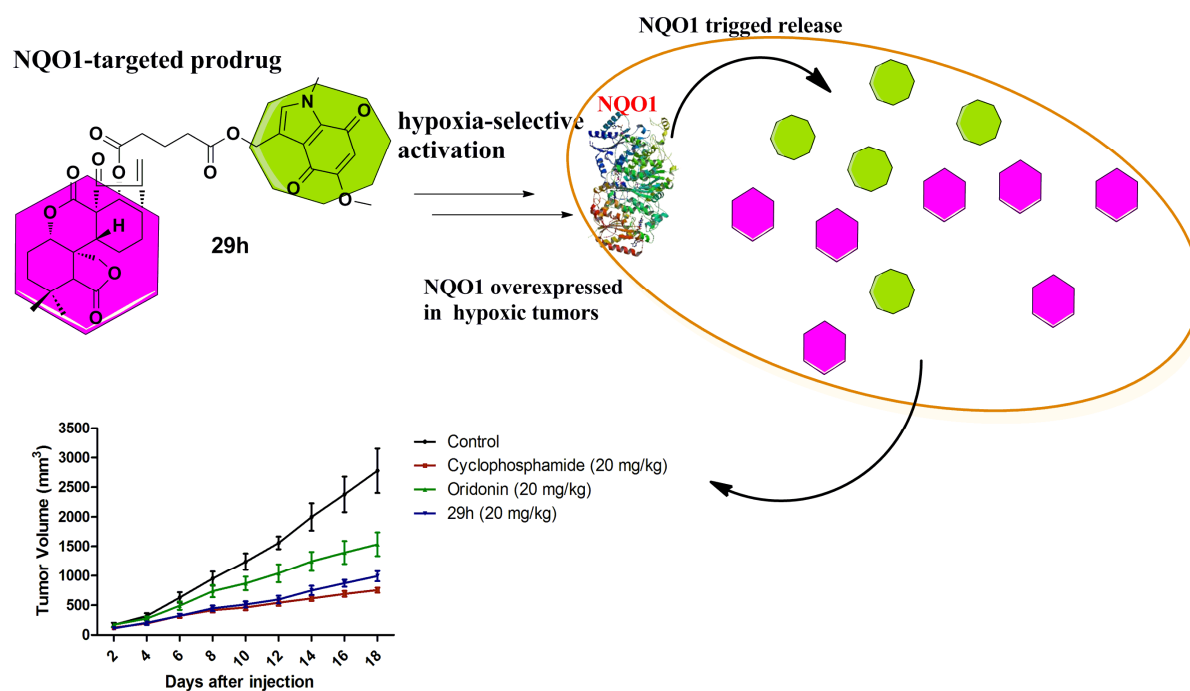 NQO1 trigged release
NQO1-targeted prodrug
NQO1
hypoxia-selective
activation
N
O
O
O
O
O
O
O
O
O
O
O
H
O
O
29h
NQO1 overexpressed
in hypoxic tumors
Tumor Volume (mm³)
3500
3000
2500
2000
1500
1000
500
0
2 4 6 8 10 12 14 16 18
Days after injection
Control
Cyclophosphamide (20 mg/kg)
Oridonin (20 mg/kg)
29h (20 mg/kg)